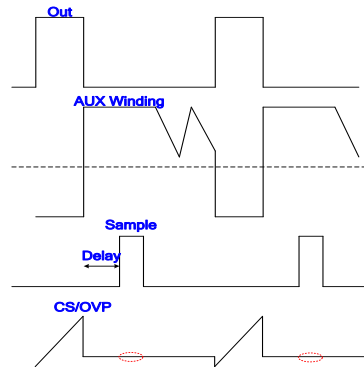 Out
AUX Winding
Sample
Delay
CS/OVP